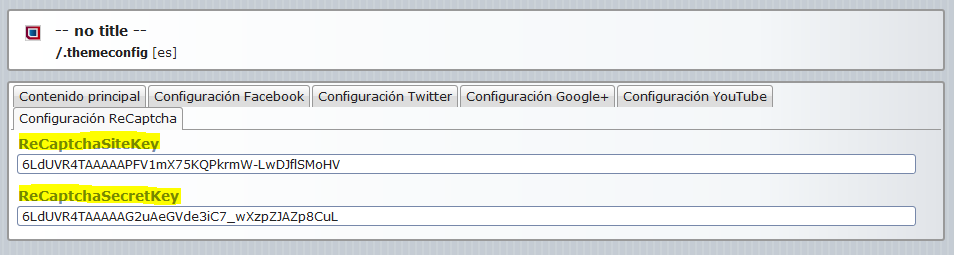 -- no title --
/.themeconfig [es]
Contenido principal Configuración Facebook Configuración Twitter Configuración Google+ Configuración YouTube
Configuración ReCaptcha
ReCaptchaSiteKey
6LdUVR4TAAAAAPFV1mX75KQPkrmW-LwDJflSMoHV
ReCaptchaSecretKey
6LdUVR4TAAAAAG2uAeGVde3iC7_wXzpZJAZp8CuL